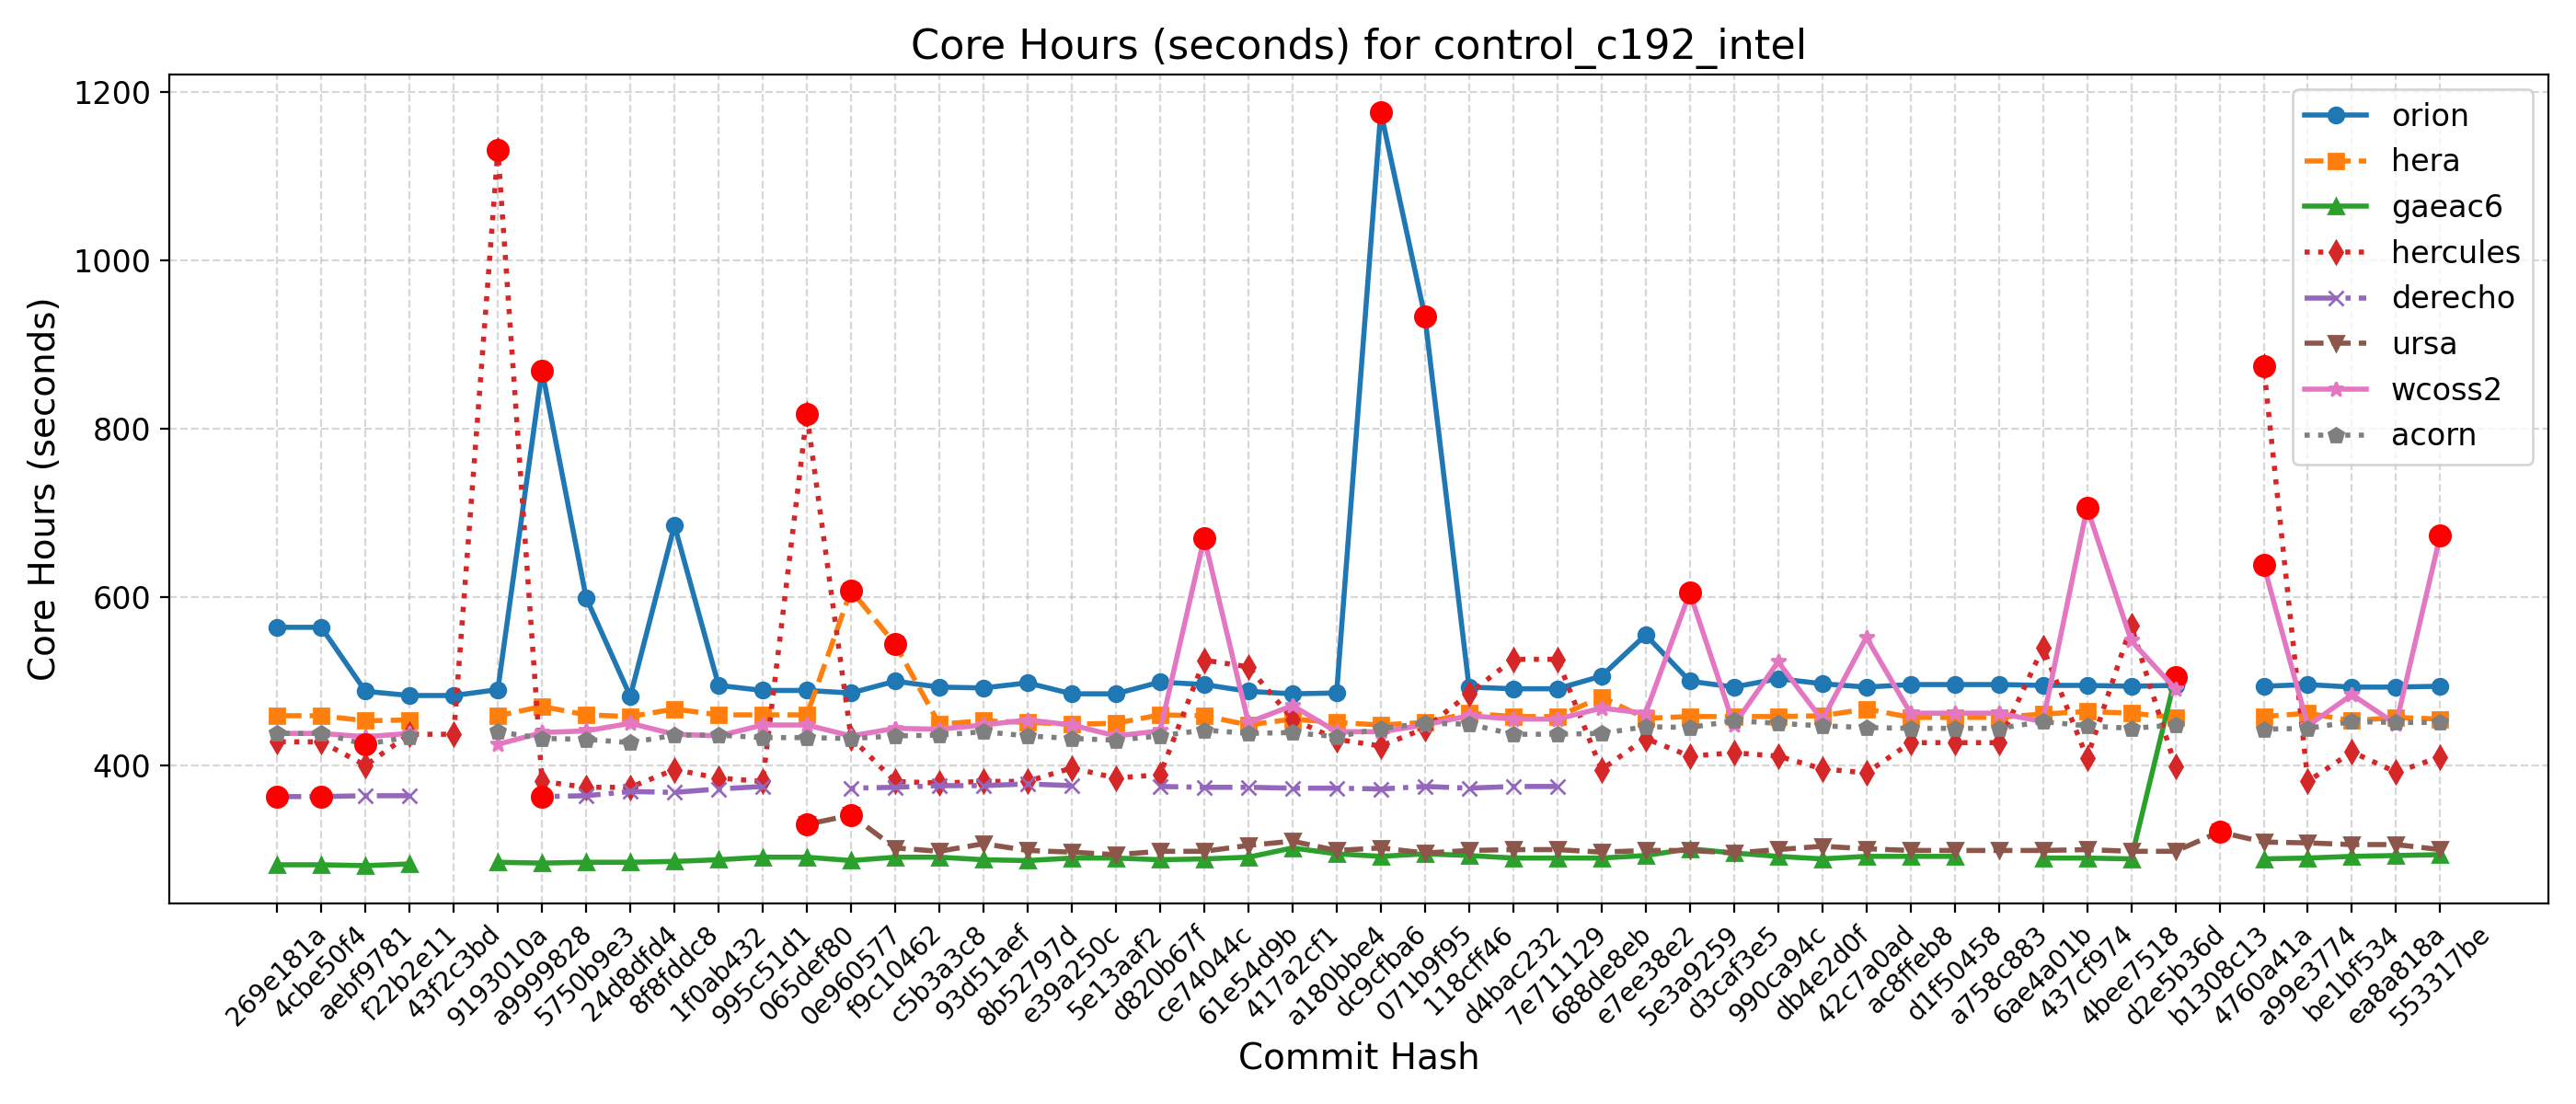 Core Hours (seconds) for control_c192_intel
Core Hours (seconds)
1200
1000
800
600
400
orion
hera
gaeac6
hercules
derecho
ursa
wcoss2
acorn
269e181a
4cbe50f4
aebf9781
f22b2e11
43f2c3bd
9193010a
a9999828
5750b9e3
24d8dfd4
8f8fddc8
1f0ab432
995c51d1
065def80
0e960577
f9c10462
c5b3a3c8
93d51aef
8b52797d
e39a250c
5e13aaf2
d820b67f
ce74044c
61e54d9b
417a2cf1
a180bbe4
dc9cfba6
071b9f95
118cff46
d4bac232
7e711129
688de8eb
e7ee38e2
5e3a9259
d3caf3e5
990ca94c
db4e2d0f
42c7a0ad
ac8ffeb8
d1f50458
a758c883
6ae4a01b
437cf974
4bee7518
d2e5b36d
b1308c13
4760a41a
a99e3774
be1bf534
ea8a818a
553317be
Commit Hash